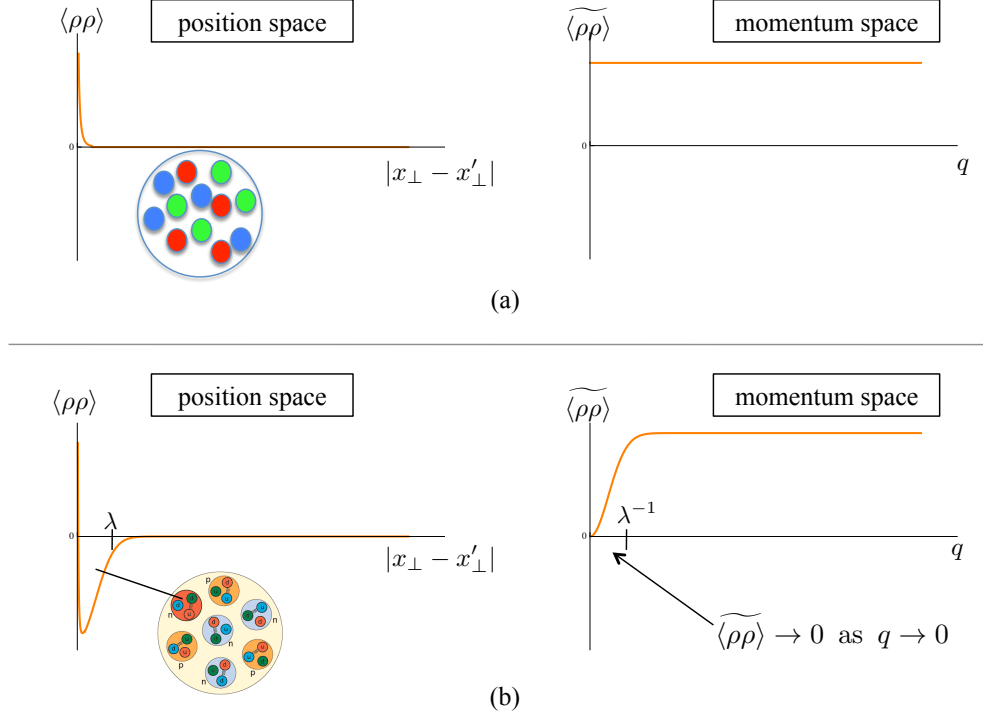 ⟨ρρ⟩
position space
0
|x⊥ − x′⊥|
⟨ρρ⟩~
momentum space
0
q
(a)
⟨ρρ⟩
position space
λ
0
|x⊥ − x′⊥|
p
n
n
p
p
n
⟨ρρ⟩~
momentum space
λ⁻¹
0
q
⟨ρρ⟩~ → 0 as q → 0
(b)